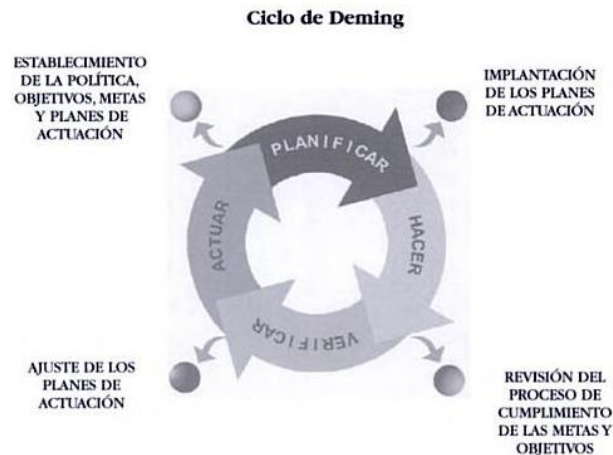 Ciclo de Deming
ESTABLECIMIENTO
DE LA POLÍTICA,
OBJETIVOS, METAS
Y PLANES DE
ACTUACIÓN
IMPLANTACIÓN
DE LOS PLANES
DE ACTUACIÓN
PLANIFICAR
HACER
VERIFICAR
ACTUAR
AJUSTE DE LOS
PLANES DE
ACTUACIÓN
REVISIÓN DEL
PROCESO DE
CUMPLIMIENTO
DE LAS METAS Y
OBJETIVOS